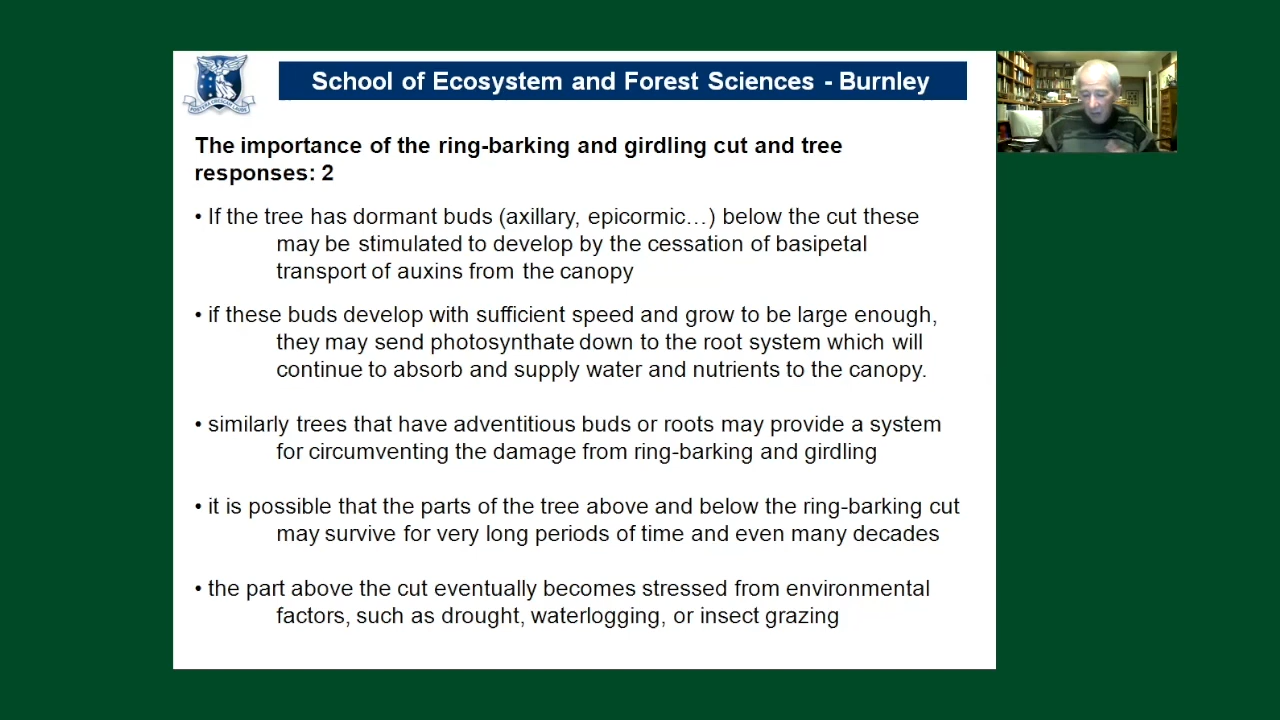 School of Ecosystem and Forest Sciences - Burnley
The importance of the ring-barking and girdling cut and tree
responses: 2
• If the tree has dormant buds (axillary, epicormic…) below the cut these
may be stimulated to develop by the cessation of basipetal
transport of auxins from the canopy
• if these buds develop with sufficient speed and grow to be large enough,
they may send photosynthate down to the root system which will
continue to absorb and supply water and nutrients to the canopy.
• similarly trees that have adventitious buds or roots may provide a system
for circumventing the damage from ring-barking and girdling
• it is possible that the parts of the tree above and below the ring-barking cut
may survive for very long periods of time and even many decades
• the part above the cut eventually becomes stressed from environmental
factors, such as drought, waterlogging, or insect grazing